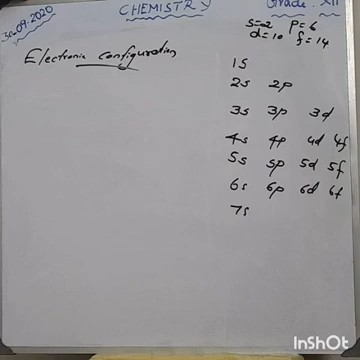 30.09.2020 CHEMISTRY Grade: XII
s=2 p=6
d=10 f=14
Electronic configuration
1s
2s 2p
3s 3p 3d
4s 4p 4d 4f
5s 5p 5d 5f
6s 6p 6d 6f
7s
InShOt